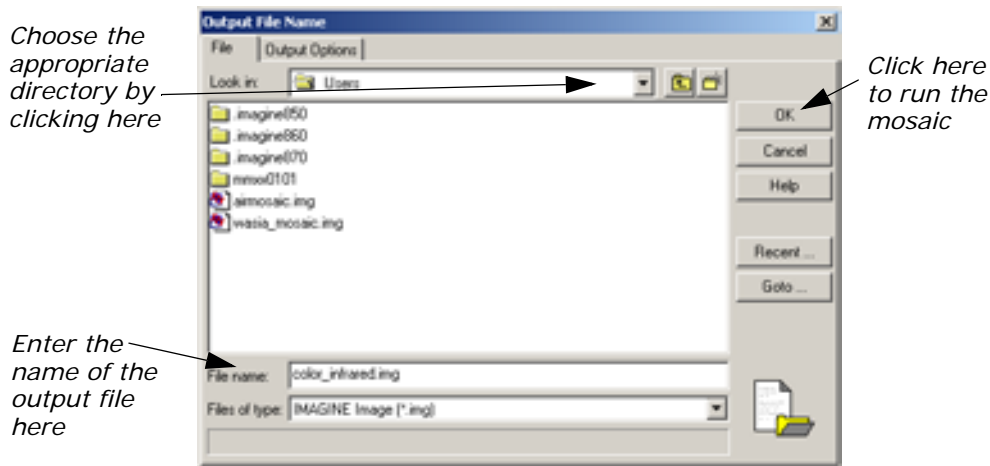 Output File Name
File
Output Options
Choose the
appropriate
directory by
clicking here
Look in:
Users
Click here
to run the
mosaic
.imagine850
.imagine860
.imagine870
airmosaic.img
wasia_mosaic.img
OK
Cancel
Help
Recent ...
Goto ...
Enter the
name of the
output file
here
File name:
color_infrared.img
Files of type:
IMAGINE Image (*.img)